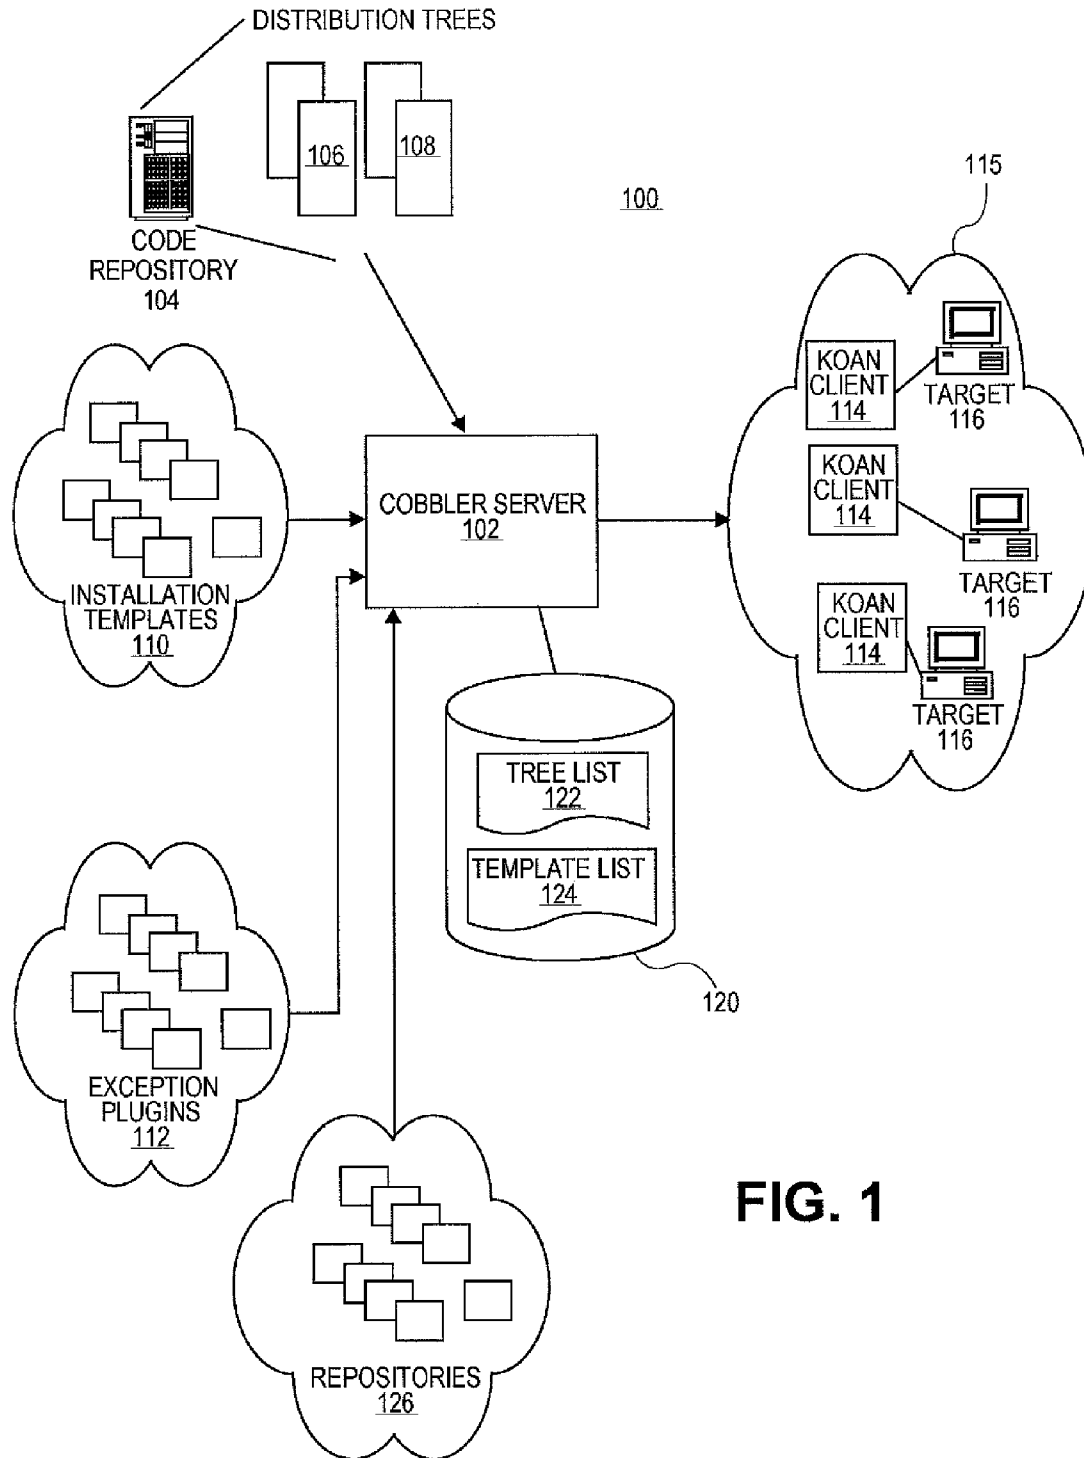 DISTRIBUTION TREES
106
108
100
115
CODE
REPOSITORY
104
KOAN
CLIENT
114
TARGET
116
KOAN
CLIENT
114
TARGET
116
KOAN
CLIENT
114
TARGET
116
COBBLER SERVER
102
INSTALLATION
TEMPLATES
110
TREE LIST
122
TEMPLATE LIST
124
120
EXCEPTION
PLUGINS
112
REPOSITORIES
126
FIG. 1